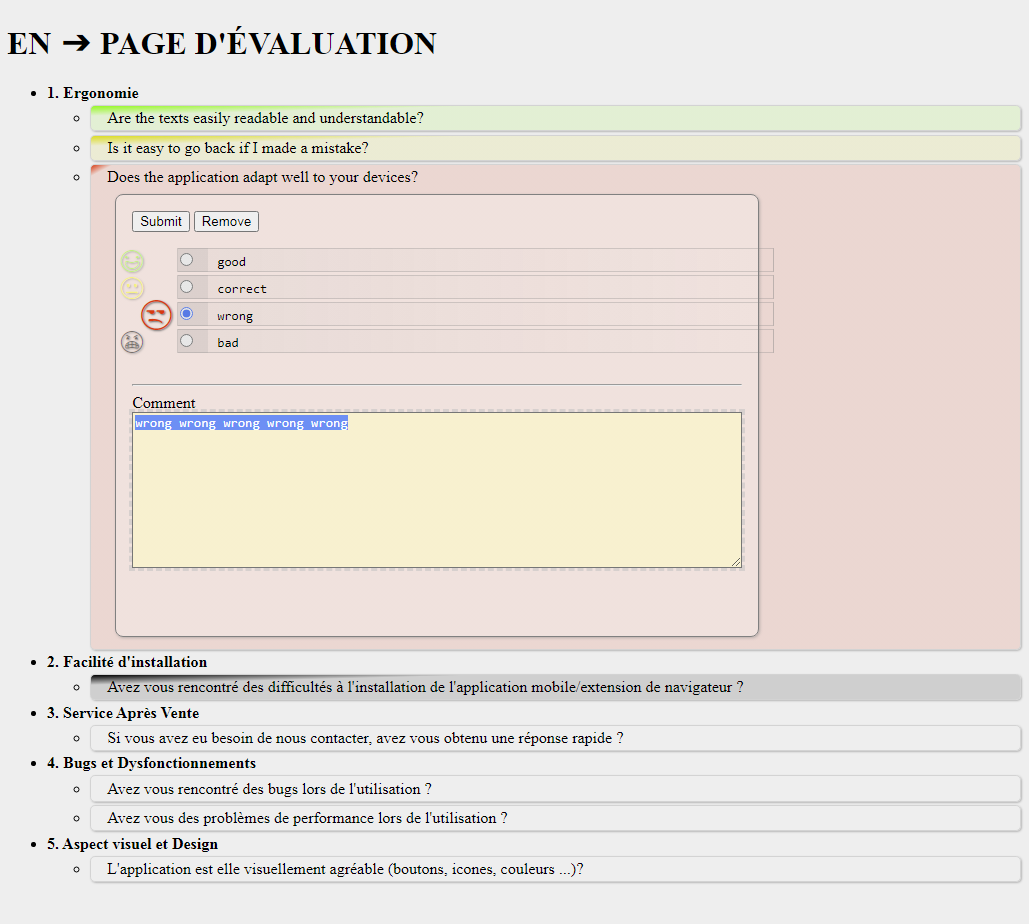 EN ➔ PAGE D'ÉVALUATION
1. Ergonomie
Are the texts easily readable and understandable?
Is it easy to go back if I made a mistake?
Does the application adapt well to your devices?
Submit Remove
good
correct
wrong
bad
Comment
wrong wrong wrong wrong wrong
2. Facilité d'installation
Avez vous rencontré des difficultés à l'installation de l'application mobile/extension de navigateur ?
3. Service Après Vente
Si vous avez eu besoin de nous contacter, avez vous obtenu une réponse rapide ?
4. Bugs et Dysfonctionnements
Avez vous rencontré des bugs lors de l'utilisation ?
Avez vous des problèmes de performance lors de l'utilisation ?
5. Aspect visuel et Design
L'application est elle visuellement agréable (boutons, icones, couleurs ...)?